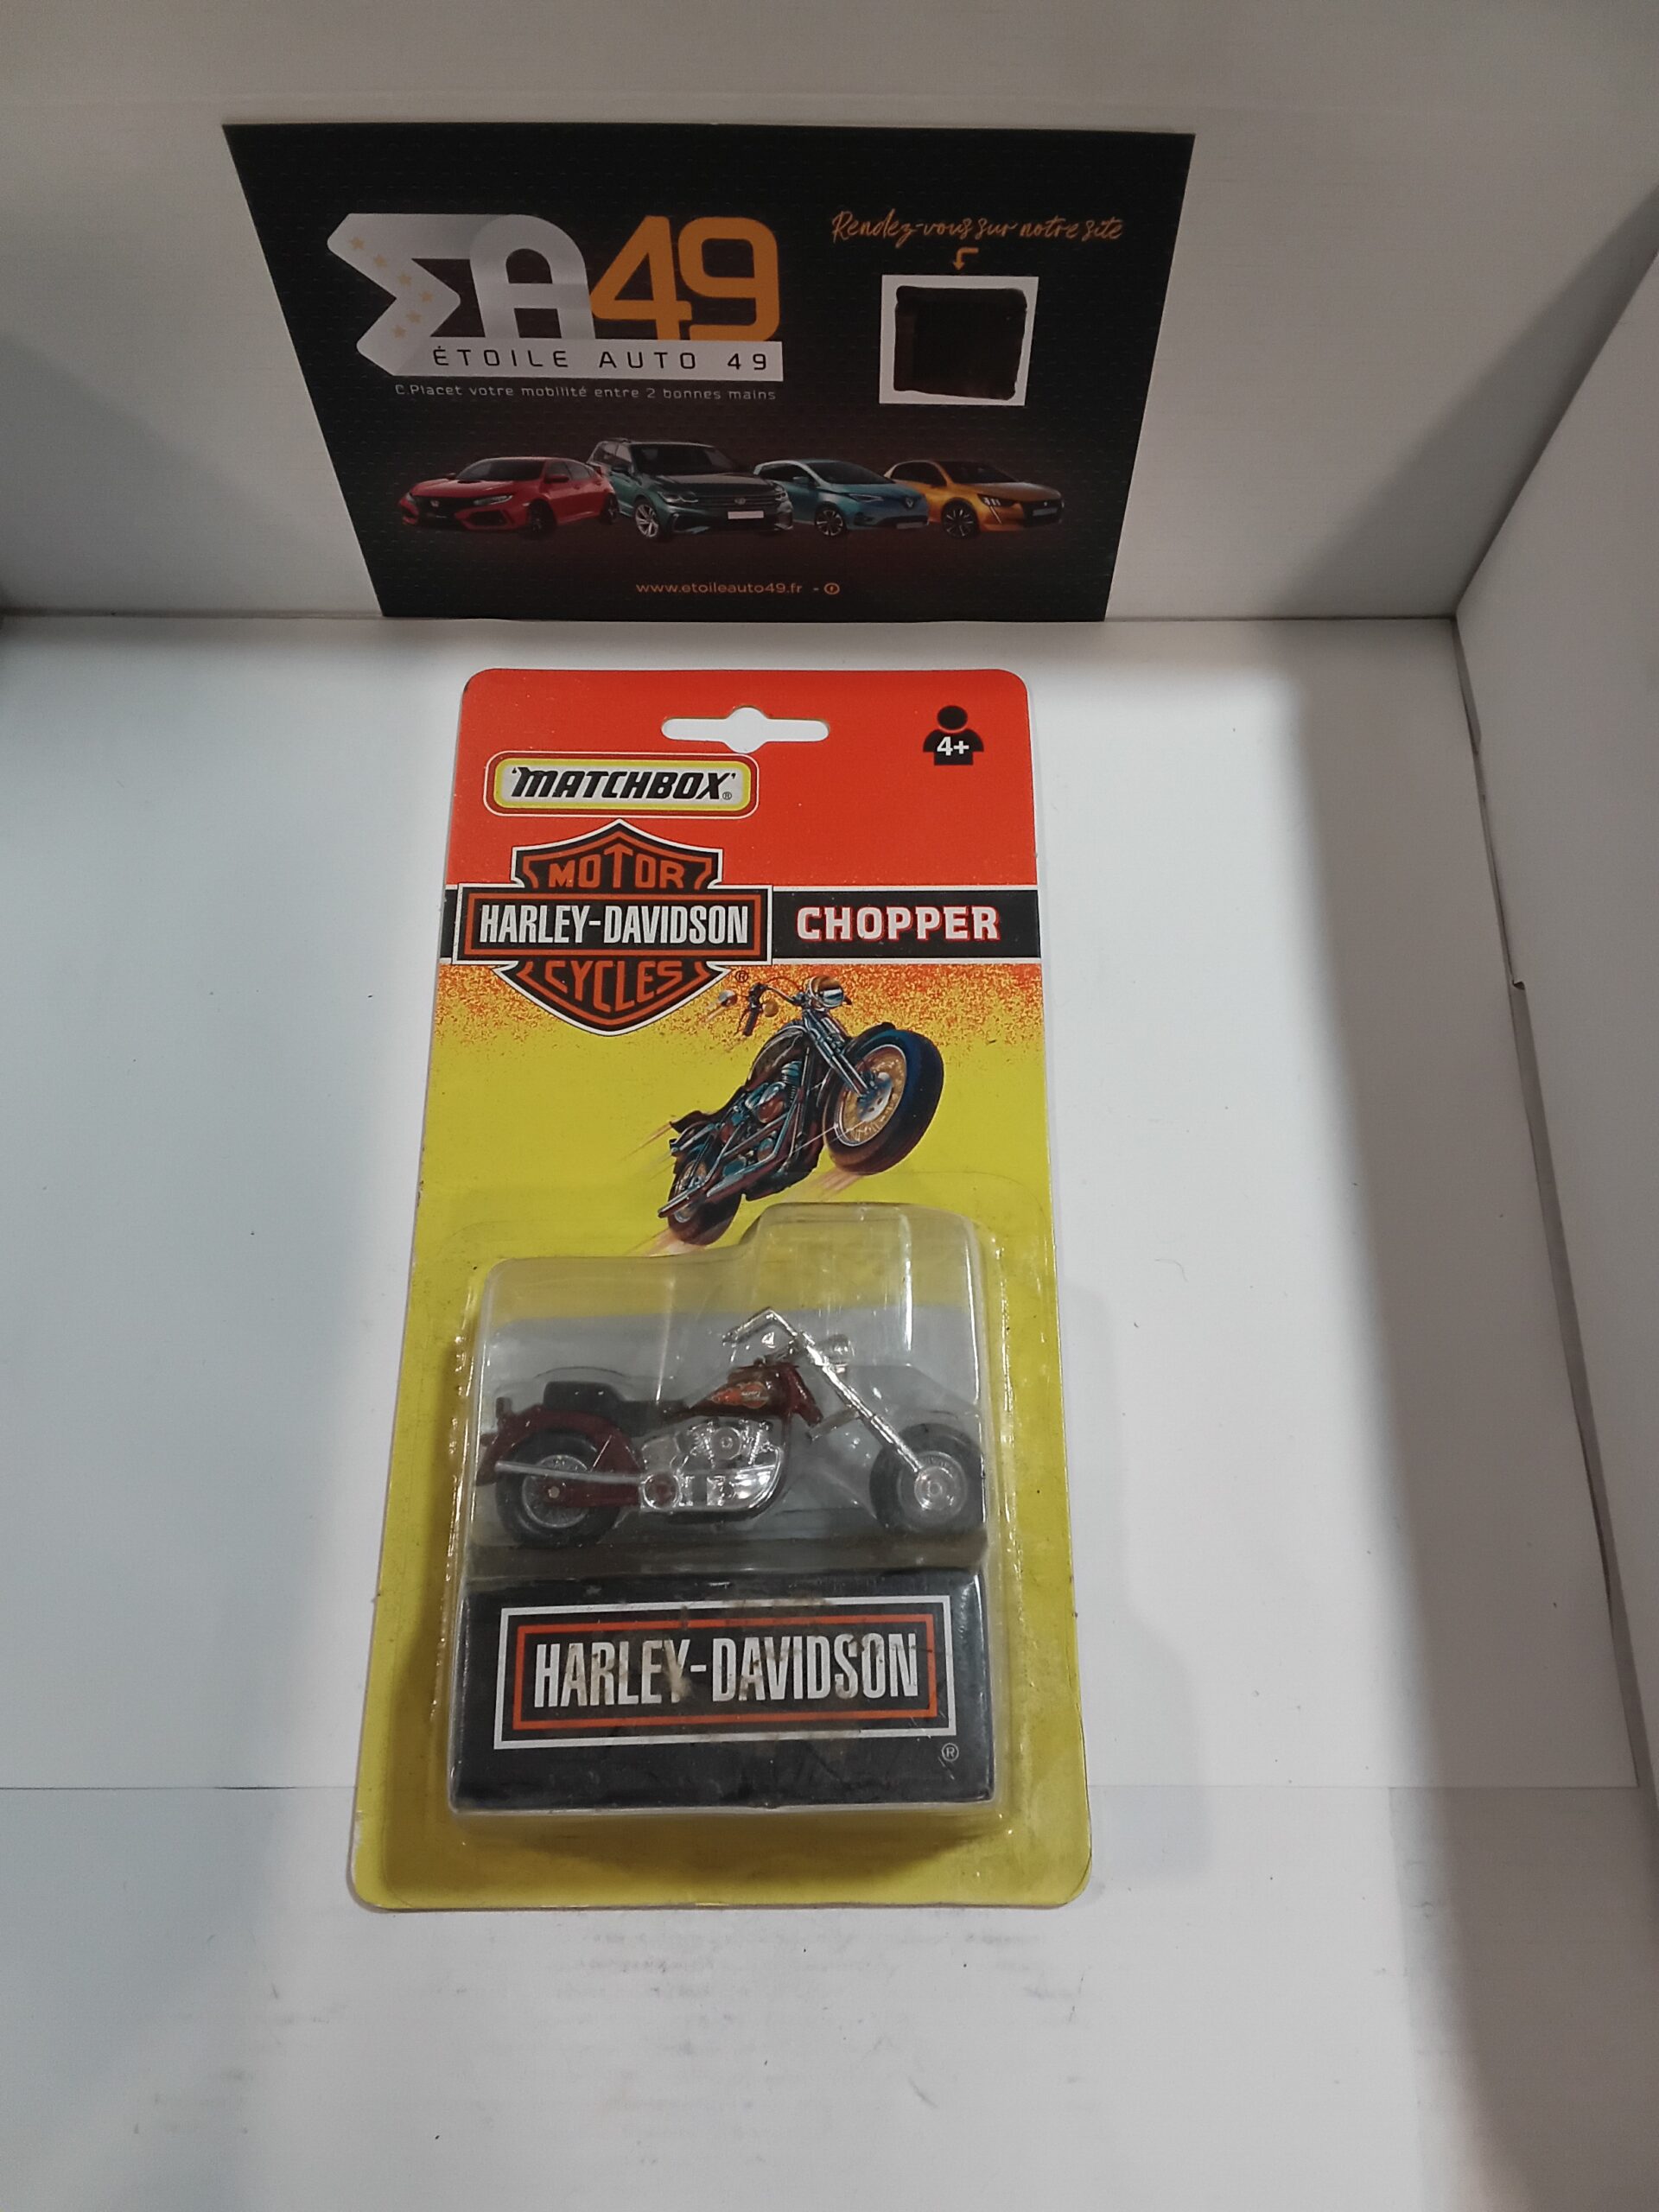 EA49
ÉTOILE AUTO 49
C.Placet votre mobilité entre 2 bonnes mains
Rendez-vous sur notre site
www.etoileauto49.fr -
4+
'MATCHBOX'®
MOTOR
HARLEY-DAVIDSON
CYCLES®
CHOPPER
HARLEY-DAVIDSON
®